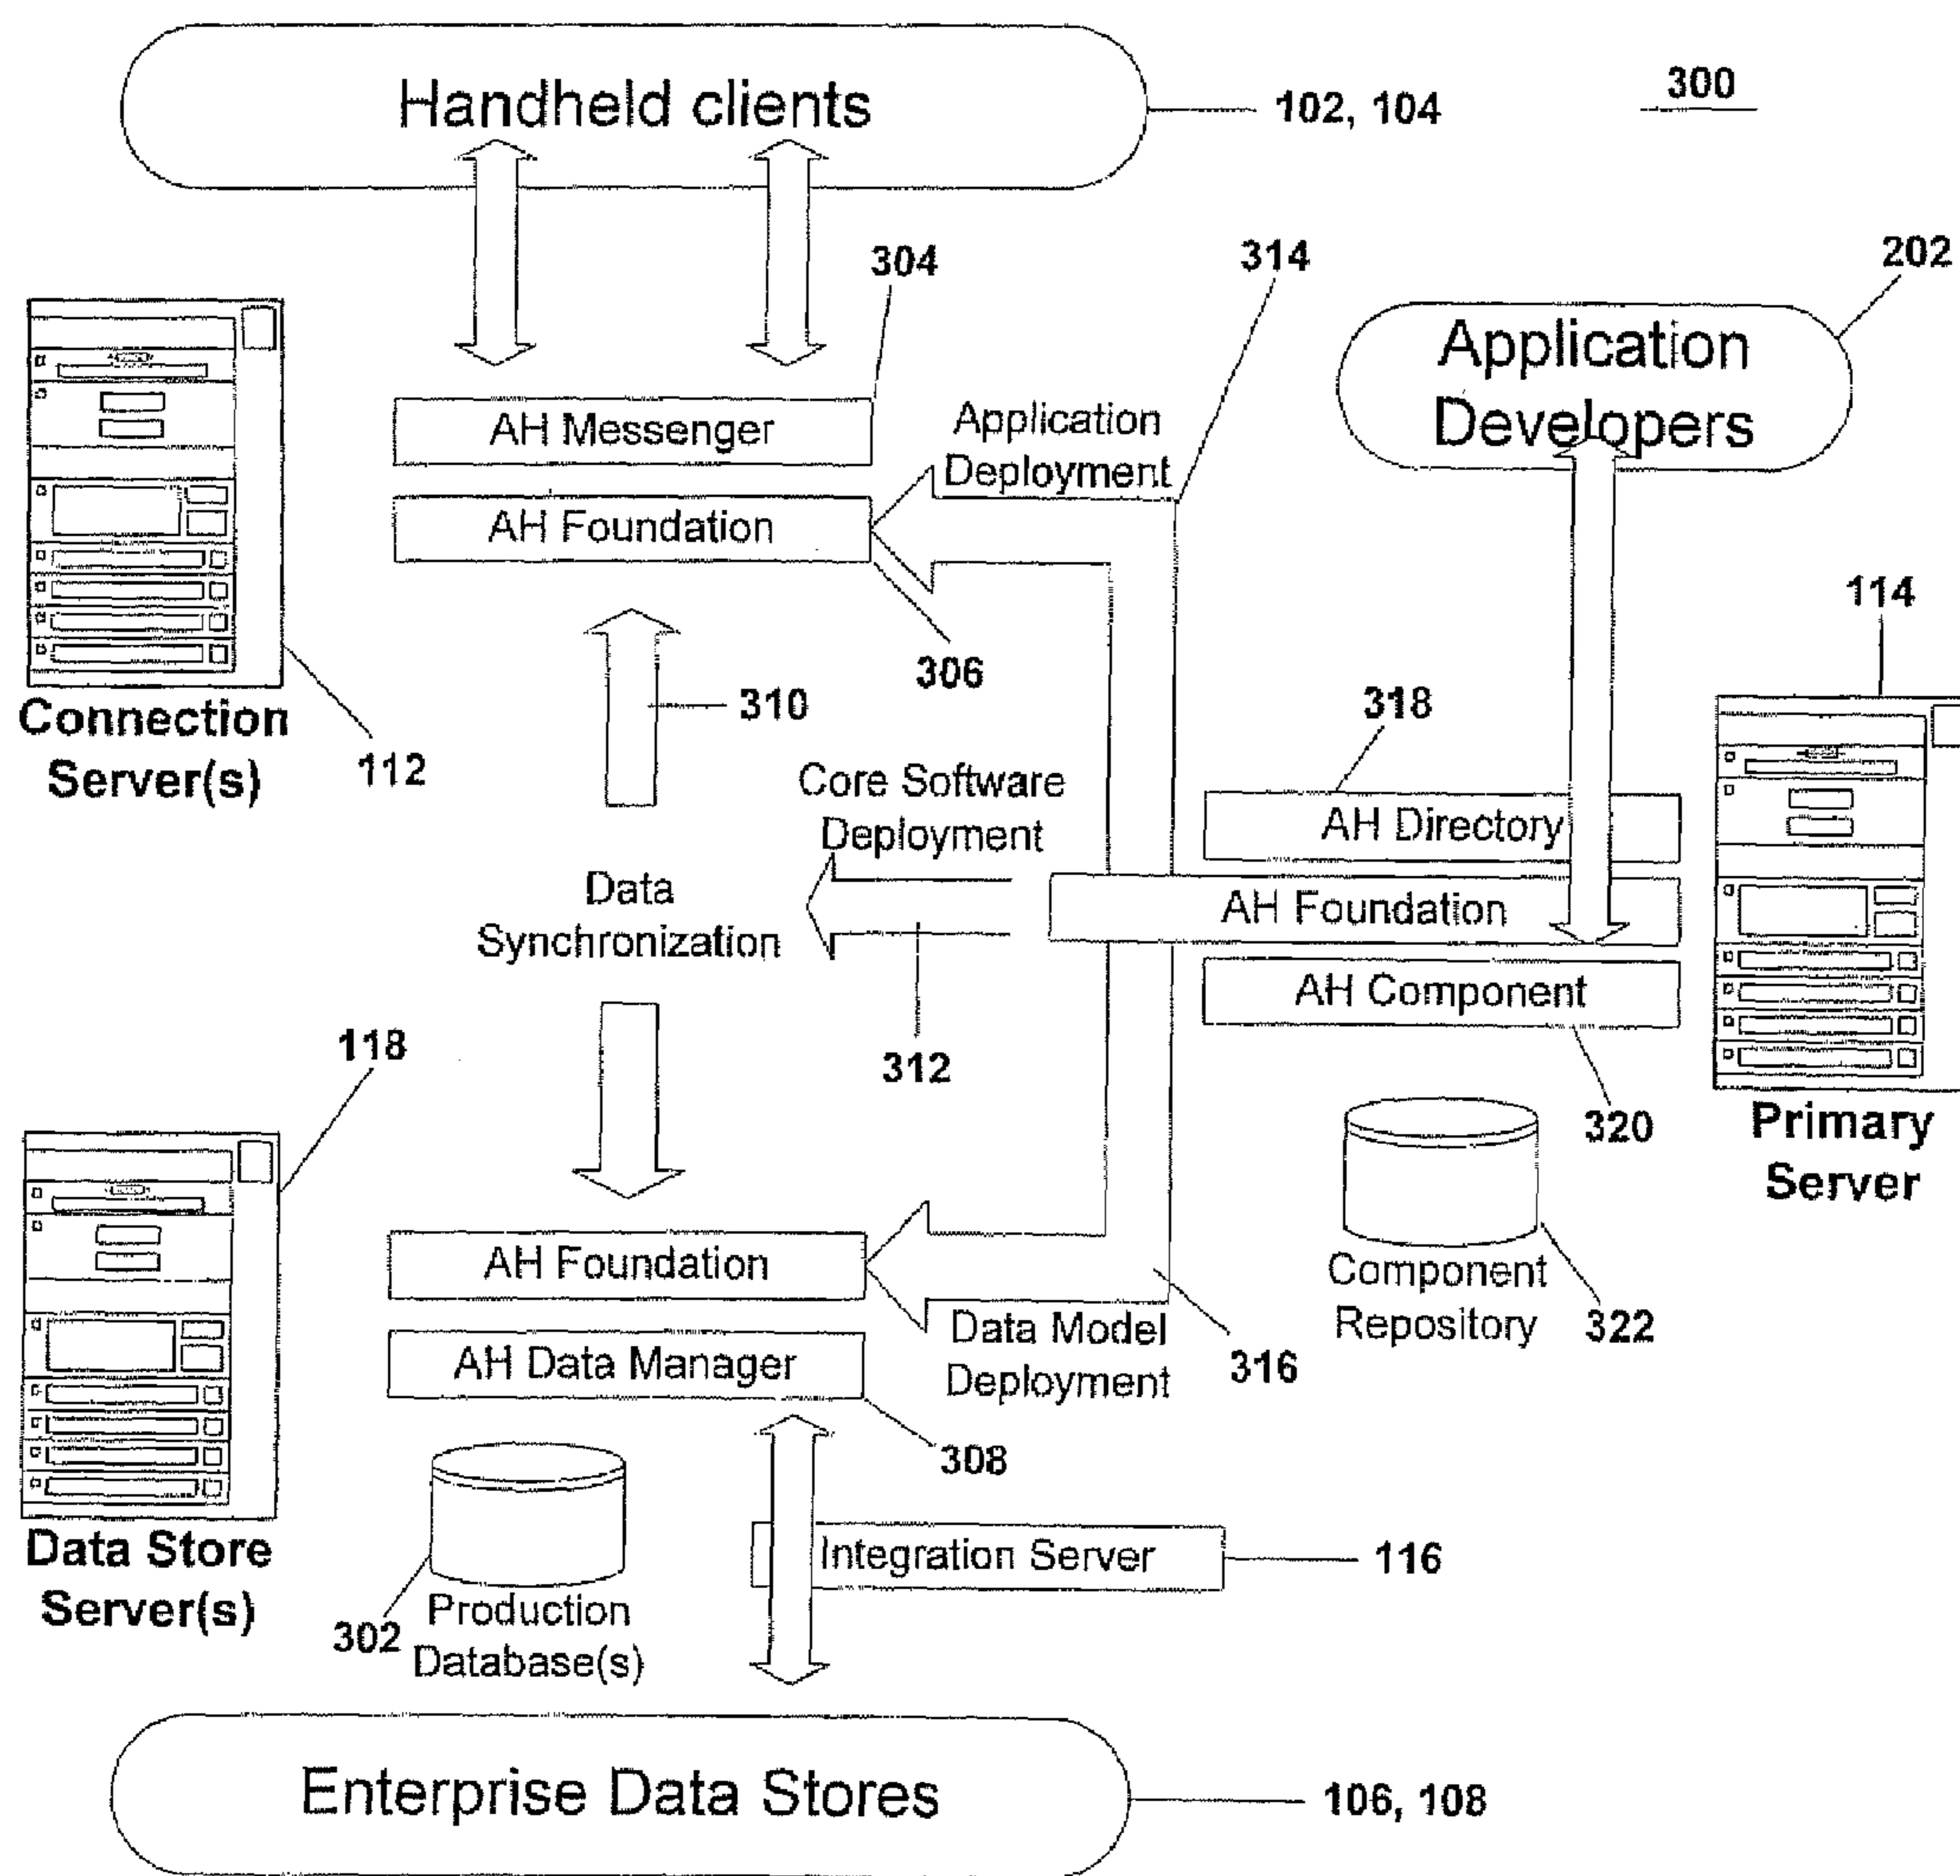 Handheld clients
102, 104
300
304
314
202
Application
Developers
AH Messenger
Application
Deployment
AH Foundation
306
114
310
318
Connection
Server(s)
112
Core Software
Deployment
AH Directory
Data
Synchronization
AH Foundation
AH Component
312
118
320
Primary
Server
AH Foundation
Component
Repository
322
Data Model
Deployment
316
AH Data Manager
308
Integration Server
116
Data Store
Server(s)
302
Production
Database(s)
Enterprise Data Stores
106, 108